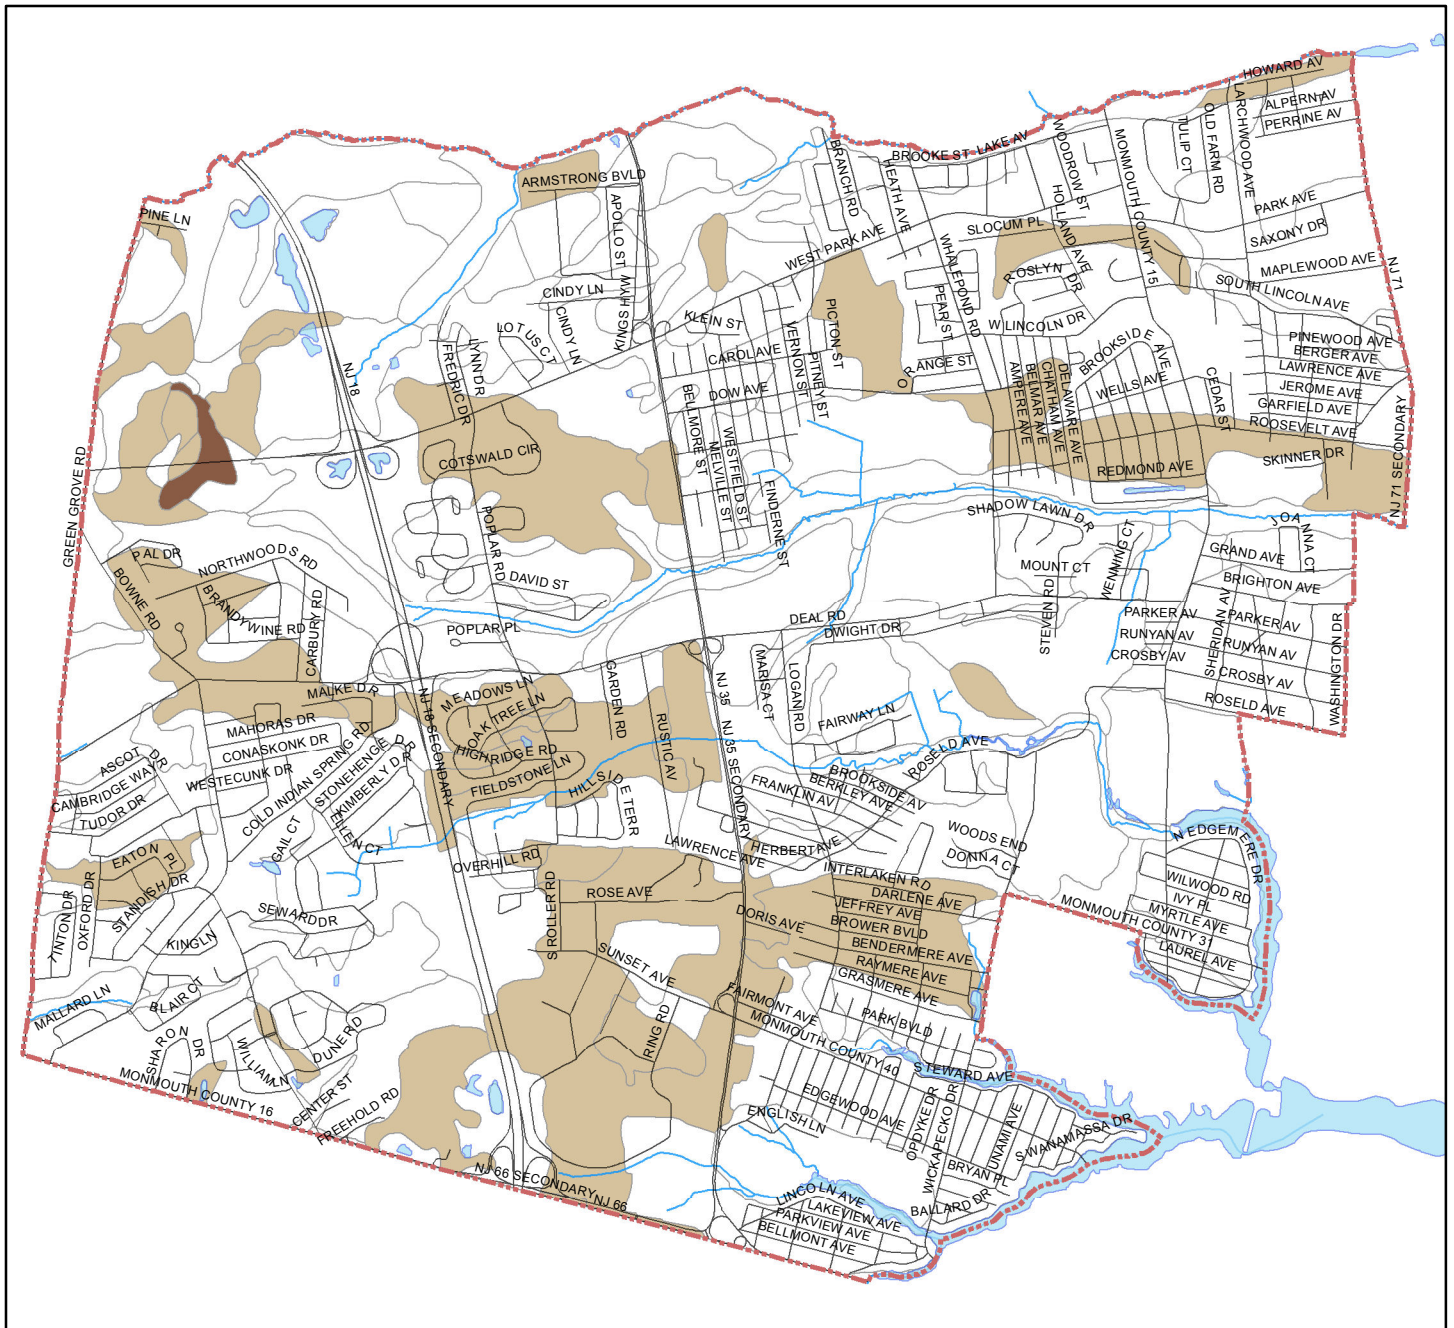 HOWARD AV
ALPERN AV
PERRINE AV
LARCHWOOD AVE
OLD FARM RD
TULIP CT
MONMOUTH COUNTY 15
WOODROW ST
HOLLAND AVE
BROOKE ST
LAKE AV
BRANCH RD
HEATH AVE
WEST PARK AVE
SLOCUM PL
WHALEPOND RD
PARK AVE
SAXONY DR
MAPLEWOOD AVE
NJ 71
SOUTH LINCOLN AVE
ROSLYN DR
ARMSTRONG BVLD
APOLLO ST
PINE LN
CINDY LN
CINDY LN
KINGS HYW
LOTUS CT
LYNN DR
FREDRIC DR
NJ 18
KLEIN ST
CAROL AVE
DOW AVE
VERNON ST
PITNEY ST
PICTON ST
PEAR ST
W LINCOLN DR
ORANGE ST
AMPERE AVE
BELMAR AVE
CHATHAM AVE
DELAWARE AVE
BROOKSIDE AVE
WELLS AVE
CEDAR ST
PINEWOOD AVE
BERGER AVE
LAWRENCE AVE
JEROME AVE
GARFIELD AVE
ROOSEVELT AVE
SKINNER DR
NJ 71 SECONDARY
REDMOND AVE
BELLMORE ST
MELVILLE ST
WESTFIELD ST
FINDERNE ST
COTSWALD CIR
POPLAR RD
DAVID ST
POPLAR PL
GREEN GROVE RD
PAL DR
BOWNE RD
NORTHWOODS RD
BRANDYWINE RD
CARBURY RD
MALKE DR
SHADOW LAWN DR
MOUNT CT
WENNING CT
STEVEN RD
JOANNA CT
GRAND AVE
BRIGHTON AVE
PARKER AV
RUNYAN AV
CROSBY AV
SHERIDAN AV
PARKER AV
RUNYAN AV
CROSBY AV
ROSELD AVE
WASHINGTON DR
DEAL RD
DWIGHT DR
MARISA CT
LOGAN RD
FAIRWAY LN
NJ 35
NJ 35 SECONDARY
GARDEN RD
RUSTIC AV
MEADOWS LN
OAK TREE LN
HIGHRIDGE RD
FIELDSTONE LN
HILLSIDE TERR
NJ 18 SECONDARY
MAHORAS DR
CONASKONK DR
WESTECUNK DR
COLD INDIAN SPRING RD
STONEHENGE DR
KIMBERLY DR
ELLEN CT
GAIL CT
ASCOT DR
CAMBRIDGE WAY
TUDOR DR
EATON PL
STANDISH DR
OXFORD DR
TINTON DR
KING LN
SEWARD DR
BLAIR CT
MALLARD LN
SHARON DR
WILLIAM LN
DUNE RD
CENTER ST
FREEHOLD RD
MONMOUTH COUNTY 16
OVERHILL RD
S ROLLER RD
ROSE AVE
SUNSET AVE
RING RD
LAWRENCE AVE
HERBERT AVE
FRANKLIN AV
BERKLEY AVE
BROOKSIDE AV
ROSELD AVE
WOODS END
DONNA CT
INTERLAKEN RD
DARLENE AVE
JEFFREY AVE
BROWER BVLD
BENDERMERE AVE
RAYMERE AVE
GRASMERE AVE
DORIS AVE
FAIRMONT AVE
PARK BVLD
MONMOUTH COUNTY 40
STEWARD AVE
N EDGEMERE DR
WILWOOD RD
IVY PL
MYRTLE AVE
MONMOUTH COUNTY 31
LAUREL AVE
EDGEWOOD AVE
ENGLISH LN
OPDYKE DR
WICKAPECKO DR
UNAMI AVE
BRYAN PL
S WANAMASSA DR
BALLARD DR
LINCOLN AVE
LAKEVIEW AVE
PARKVIEW AVE
BELLMONT AVE
NJ 66 SECONDARY
NJ 66